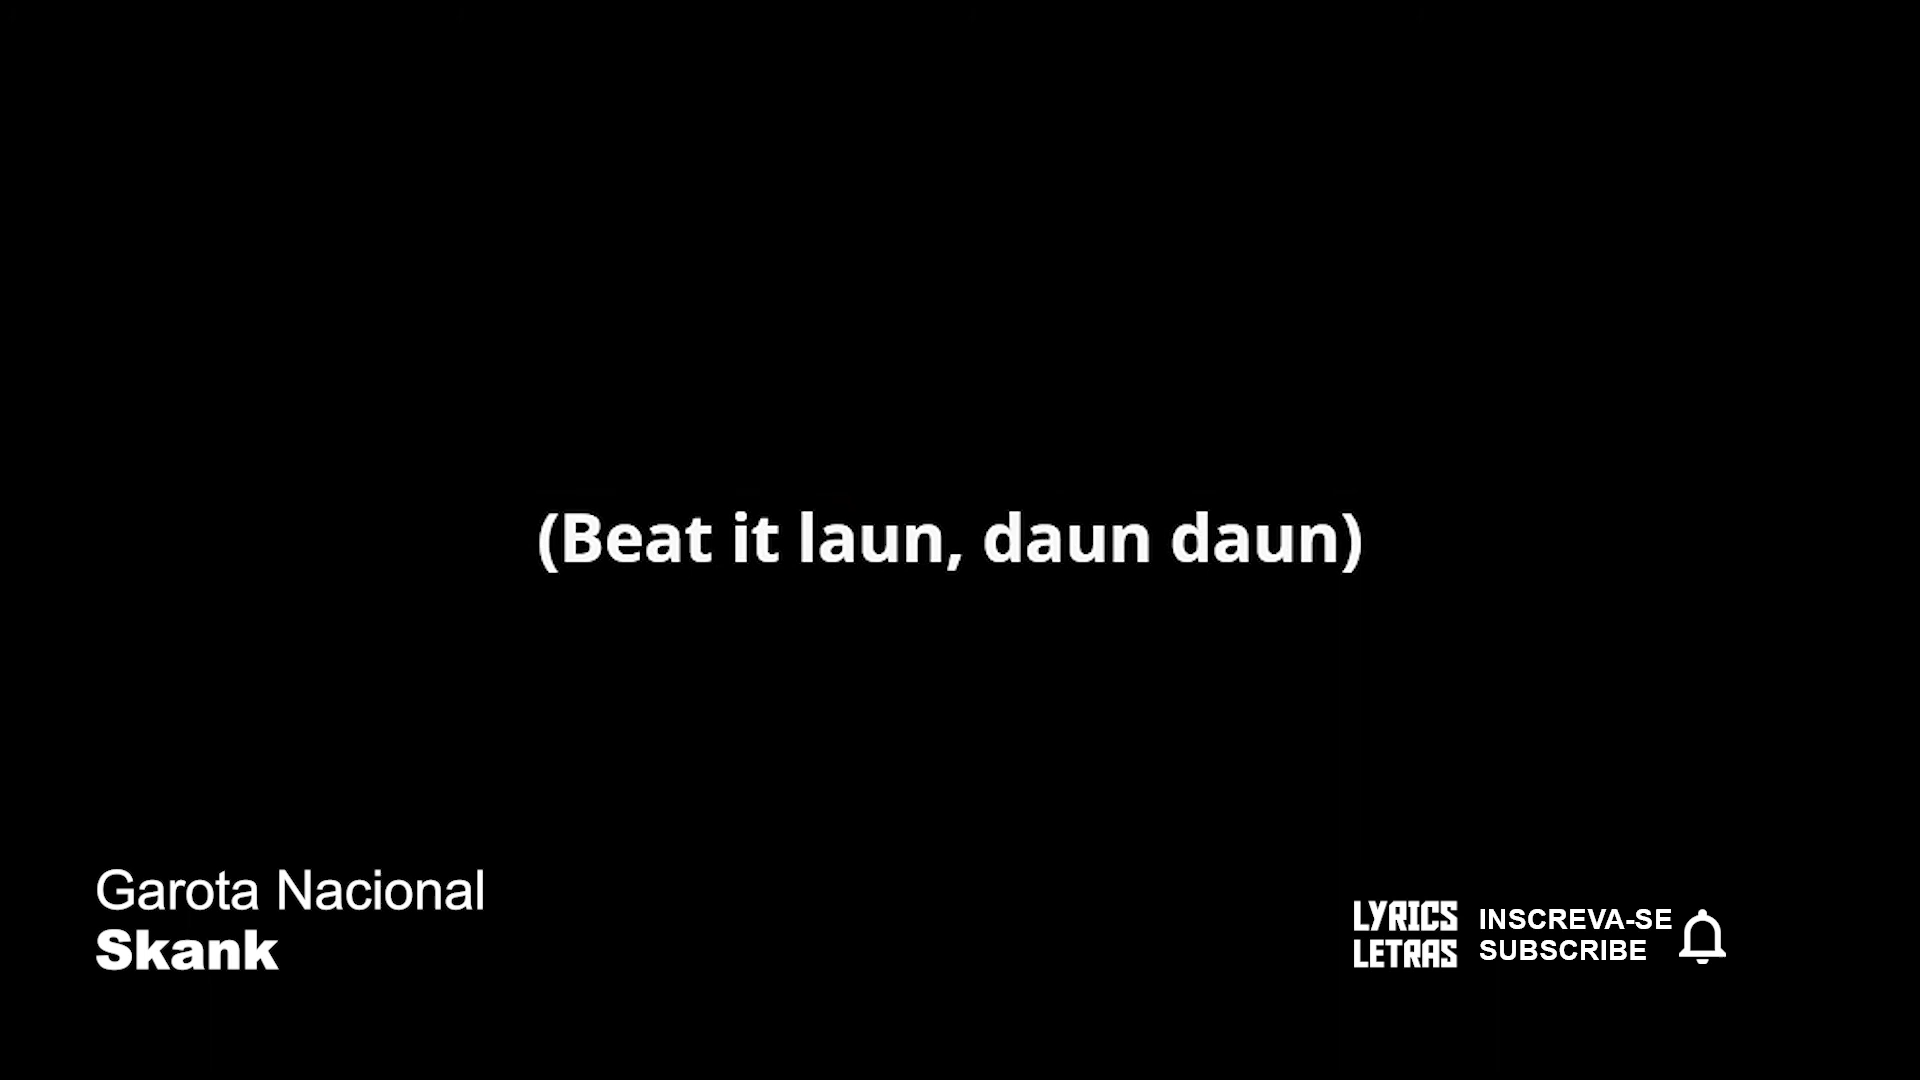 (Beat it laun, daun daun)
Garota Nacional
Skank
LYRICS
LETRAS
INSCREVA-SE
SUBSCRIBE